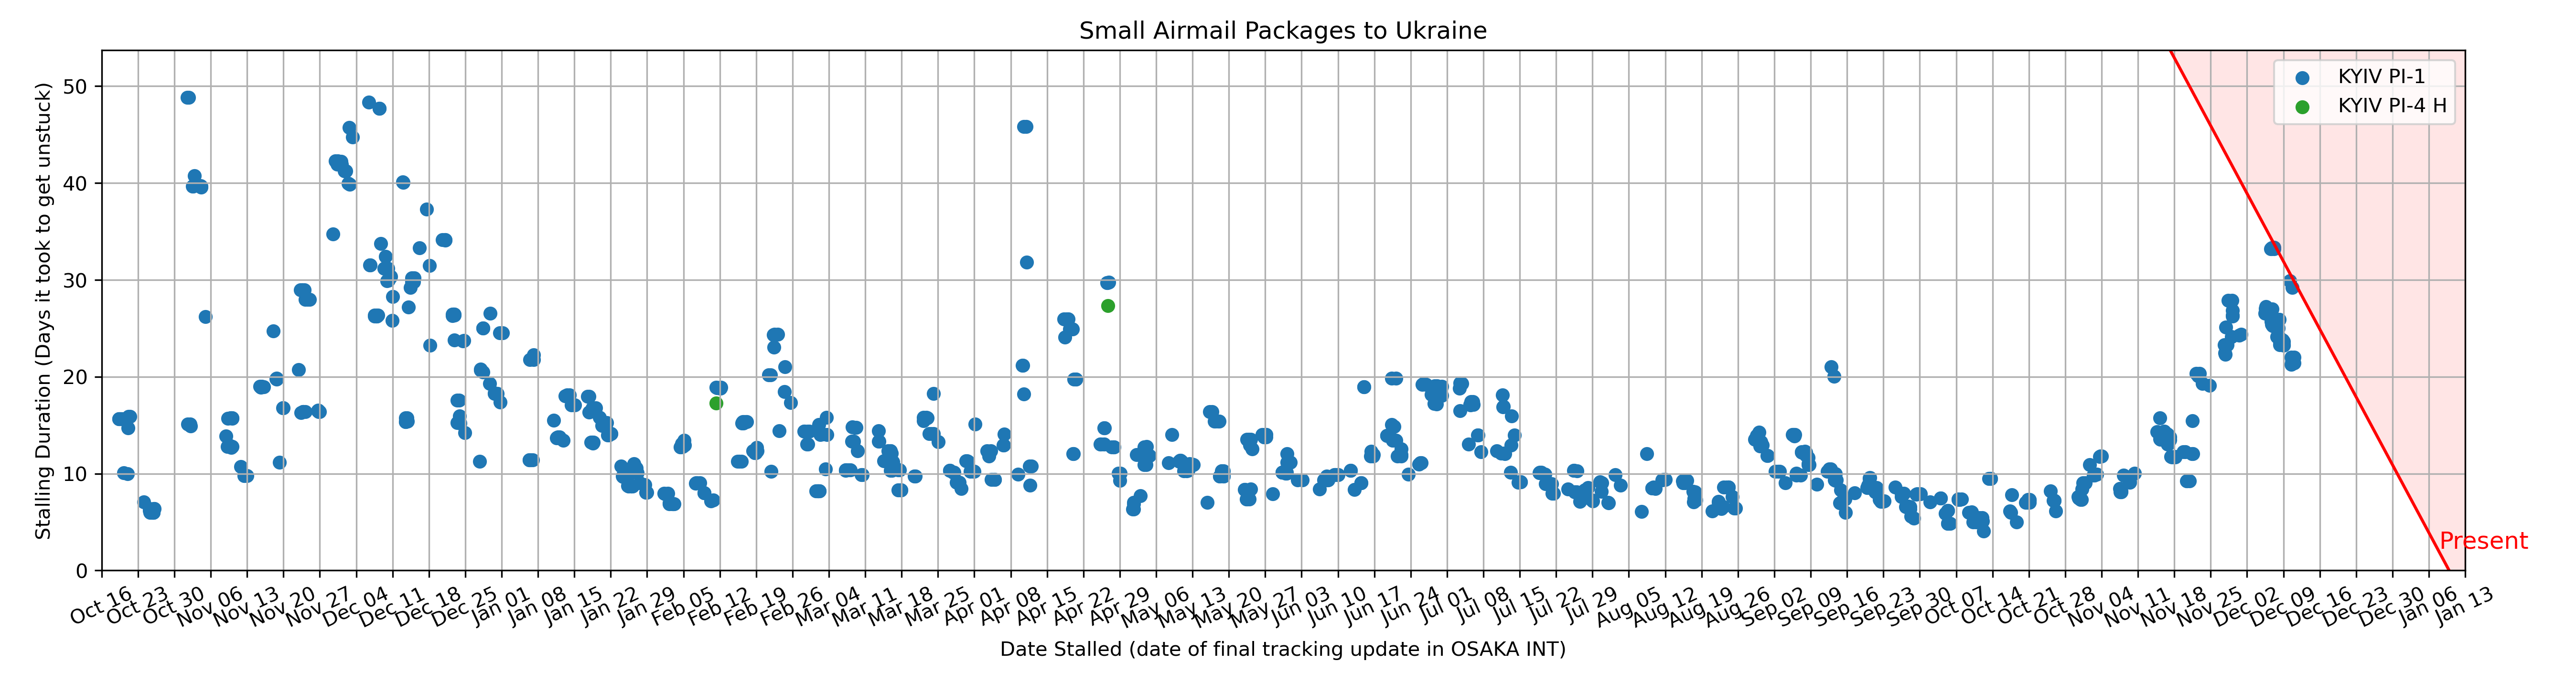 Small Airmail Packages to Ukraine
KYIV PI-1
KYIV PI-4 H
Stalling Duration (Days it took to get unstuck)
50
40
30
20
10
0
Present
Oct 16
Oct 23
Oct 30
Nov 06
Nov 13
Nov 20
Nov 27
Dec 04
Dec 11
Dec 18
Dec 25
Jan 01
Jan 08
Jan 15
Jan 22
Jan 29
Feb 05
Feb 12
Feb 19
Feb 26
Mar 04
Mar 11
Mar 18
Mar 25
Apr 01
Apr 08
Apr 15
Apr 22
Apr 29
May 06
May 13
May 20
May 27
Jun 03
Jun 10
Jun 17
Jun 24
Jul 01
Jul 08
Jul 15
Jul 22
Jul 29
Aug 05
Aug 12
Aug 19
Aug 26
Sep 02
Sep 09
Sep 16
Sep 23
Sep 30
Oct 07
Oct 14
Oct 21
Oct 28
Nov 04
Nov 11
Nov 18
Nov 25
Dec 02
Dec 09
Dec 16
Dec 23
Dec 30
Jan 06
Jan 13
Date Stalled (date of final tracking update in OSAKA INT)